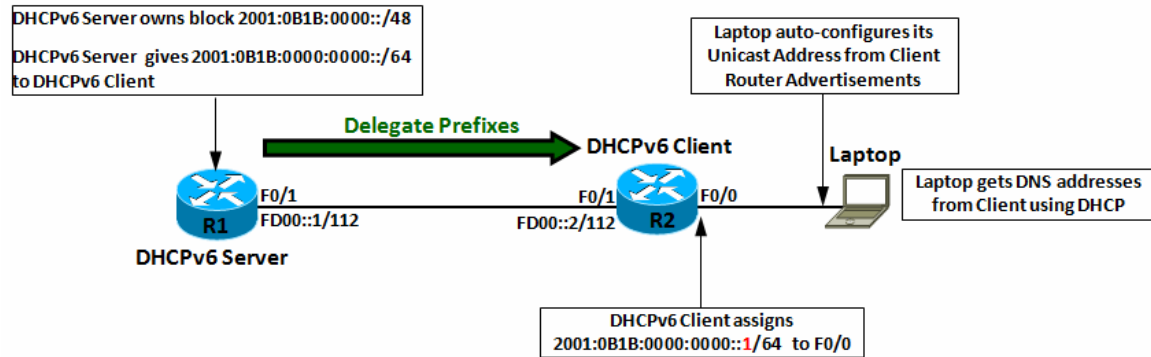 DHCPv6 Server owns block 2001:0B1B:0000::/48
DHCPv6 Server gives 2001:0B1B:0000:0000::/64
to DHCPv6 Client
Laptop auto-configures its
Unicast Address from Client
Router Advertisements
Delegate Prefixes
DHCPv6 Client
Laptop
Laptop gets DNS addresses
from Client using DHCP
F0/1
F0/1
F0/0
R1
FD00::1/112
FD00::2/112
R2
DHCPv6 Server
DHCPv6 Client assigns
2001:0B1B:0000:0000::1/64 to F0/0